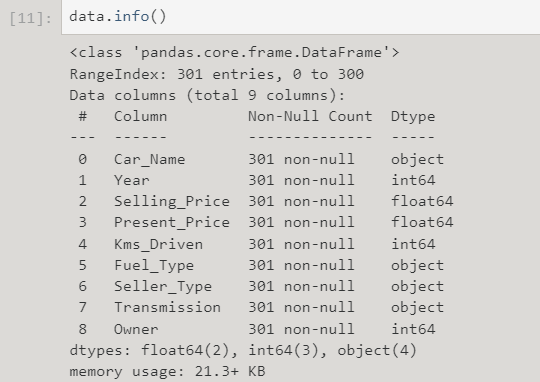 [11]: data.info()
<class 'pandas.core.frame.DataFrame'>
RangeIndex: 301 entries, 0 to 300
Data columns (total 9 columns):
 #   Column         Non-Null Count  Dtype
---  ------         --------------  -----
 0   Car_Name       301 non-null    object
 1   Year           301 non-null    int64
 2   Selling_Price  301 non-null    float64
 3   Present_Price  301 non-null    float64
 4   Kms_Driven     301 non-null    int64
 5   Fuel_Type      301 non-null    object
 6   Seller_Type    301 non-null    object
 7   Transmission   301 non-null    object
 8   Owner          301 non-null    int64
dtypes: float64(2), int64(3), object(4)
memory usage: 21.3+ KB